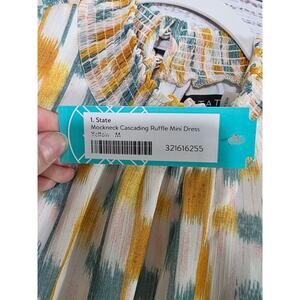 1. State
Mockneck Cascading Ruffle Mini Dress
Yellow M
321616255